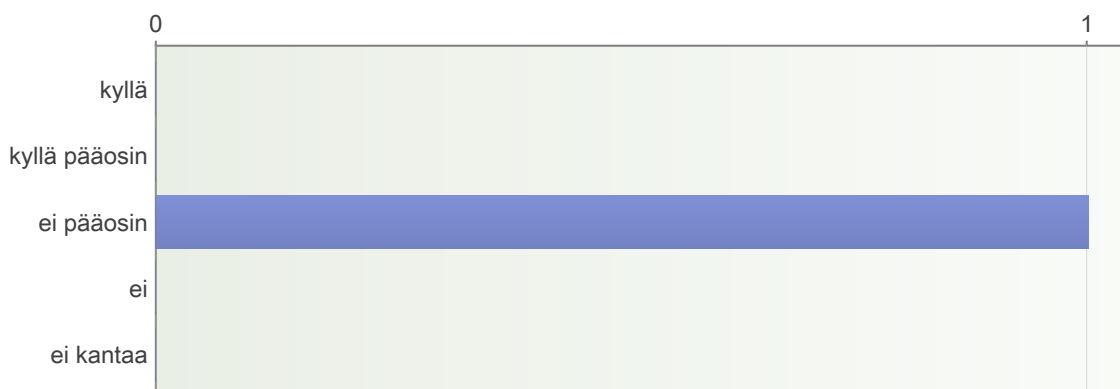 0 1
kyllä
kyllä pääosin
ei pääosin
ei
ei kantaa